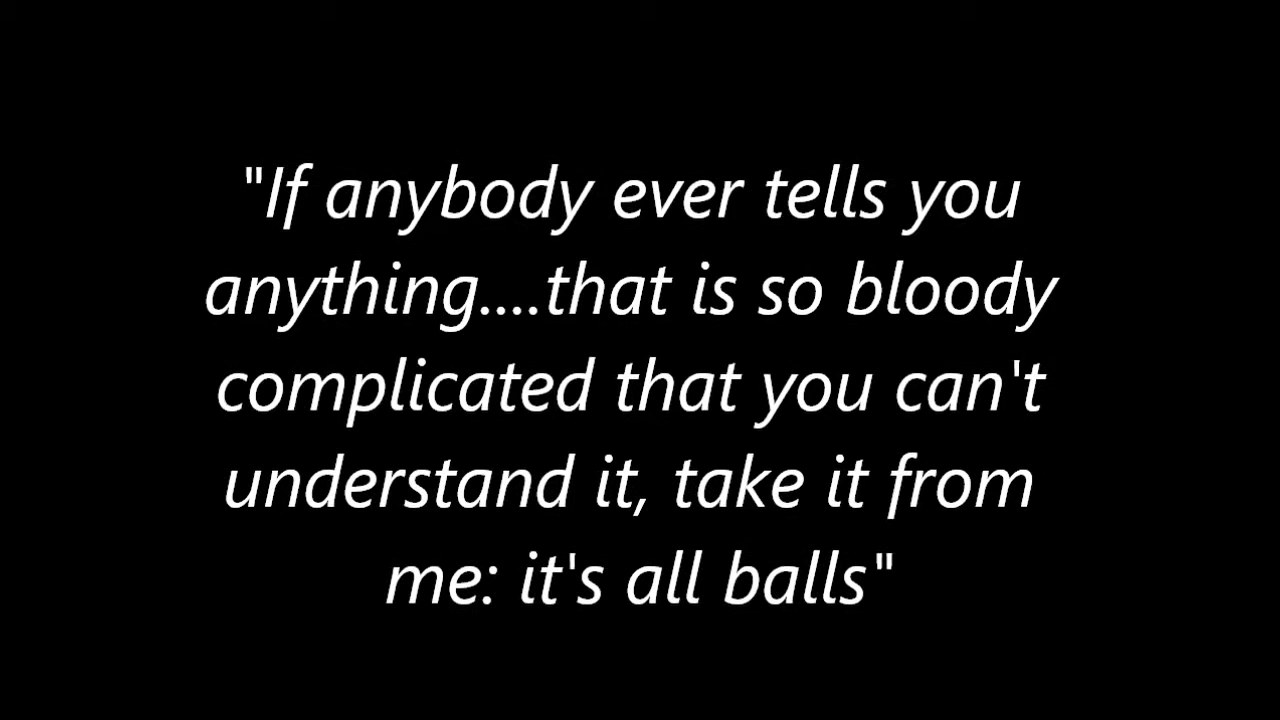 "If anybody ever tells you
anything....that is so bloody
complicated that you can't
understand it, take it from
me: it's all balls"